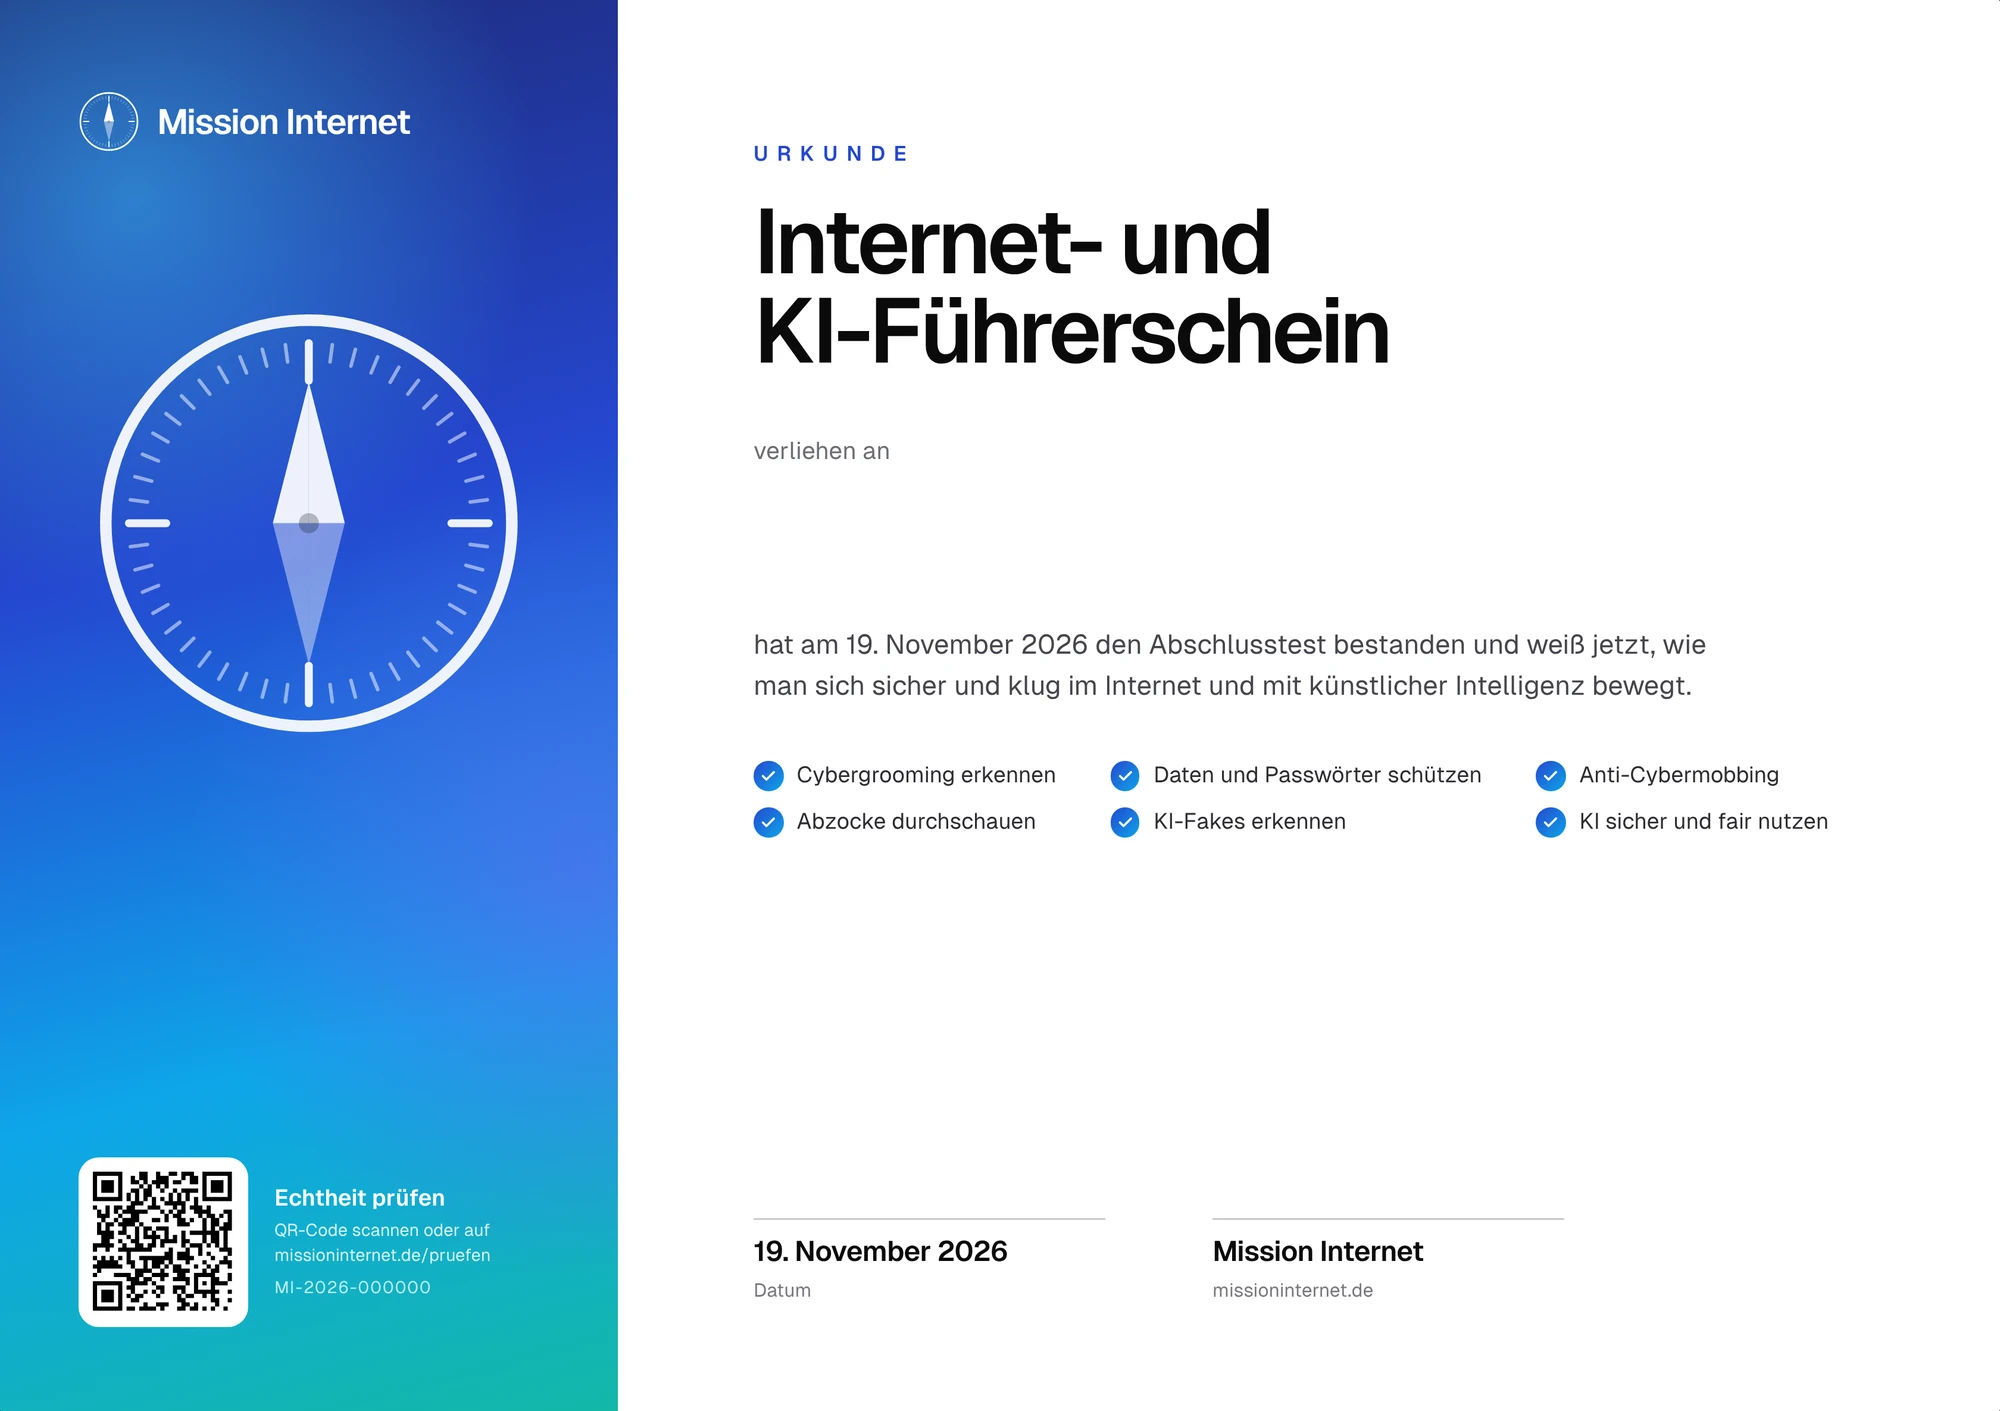 Mission Internet
URKUNDE
Internet- und
KI-Führerschein
verliehen an
hat am 19. November 2026 den Abschlusstest bestanden und weiß jetzt, wie
man sich sicher und klug im Internet und mit künstlicher Intelligenz bewegt.
Cybergrooming erkennen
Daten und Passwörter schützen
Anti-Cybermobbing
Abzocke durchschauen
KI-Fakes erkennen
KI sicher und fair nutzen
Echtheit prüfen
QR-Code scannen oder auf
missioninternet.de/pruefen
MI-2026-000000
19. November 2026
Datum
Mission Internet
missioninternet.de